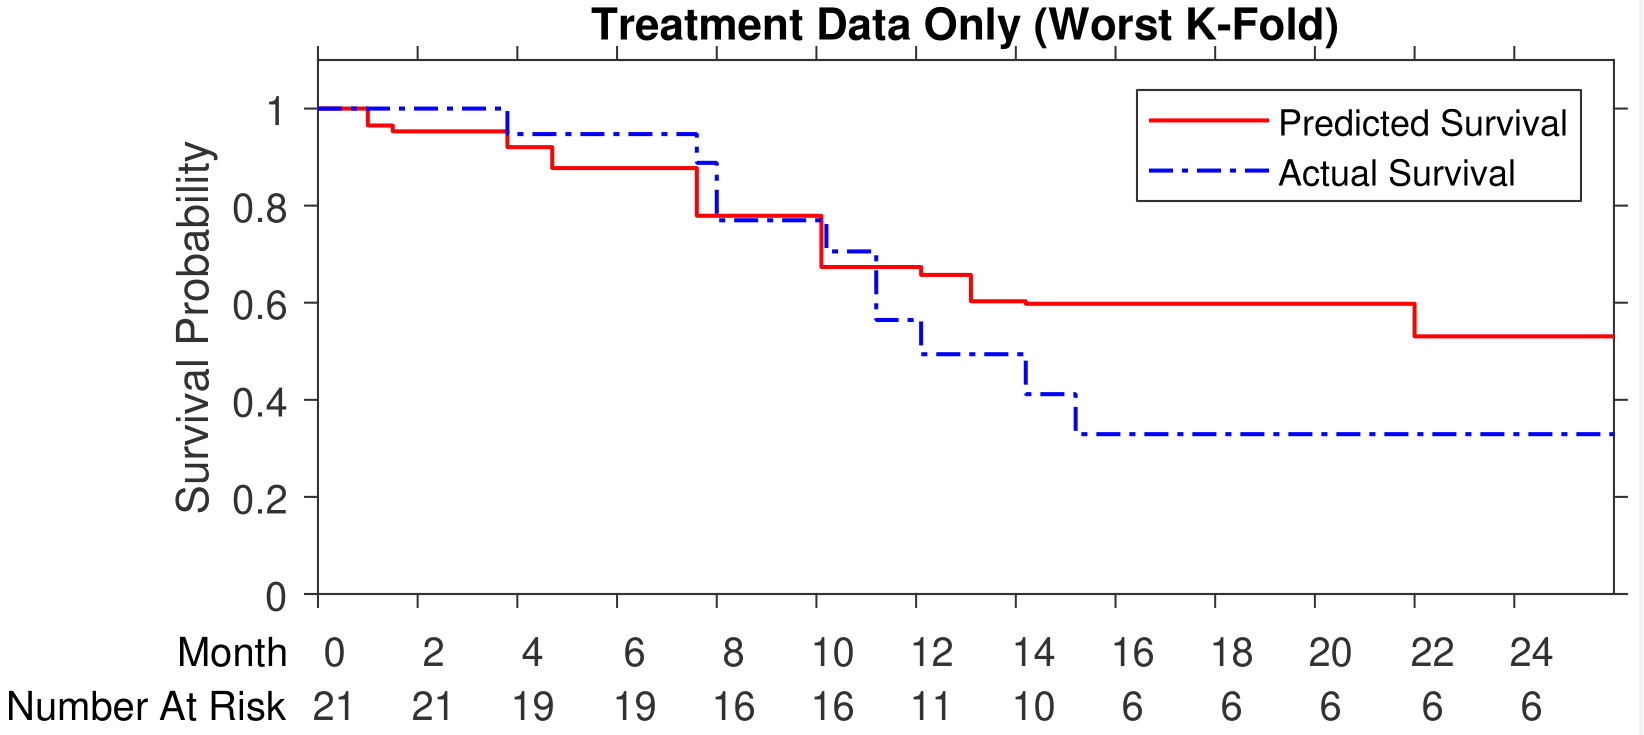 Treatment Data Only (Worst K-Fold)
Predicted Survival
Actual Survival
Survival Probability
1
0.8
0.6
0.4
0.2
0
Month 0 2 4 6 8 10 12 14 16 18 20 22 24
Number At Risk 21 21 19 19 16 16 11 10 6 6 6 6 6